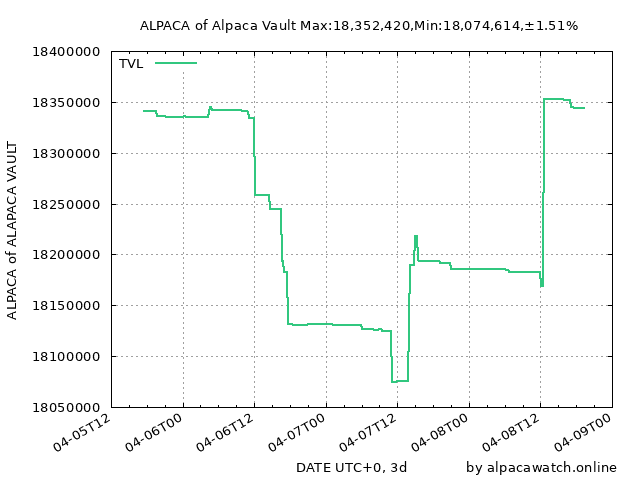 ALPACA of Alpaca Vault Max:18,352,420,Min:18,074,614,±1.51%
TVL
18400000
18350000
18300000
18250000
18200000
18150000
18100000
18050000
ALPACA of ALAPACA VAULT
04-05T12
04-06T00
04-06T12
04-07T00
04-07T12
04-08T00
04-08T12
04-09T00
DATE UTC+0, 3d
by alpacawatch.online